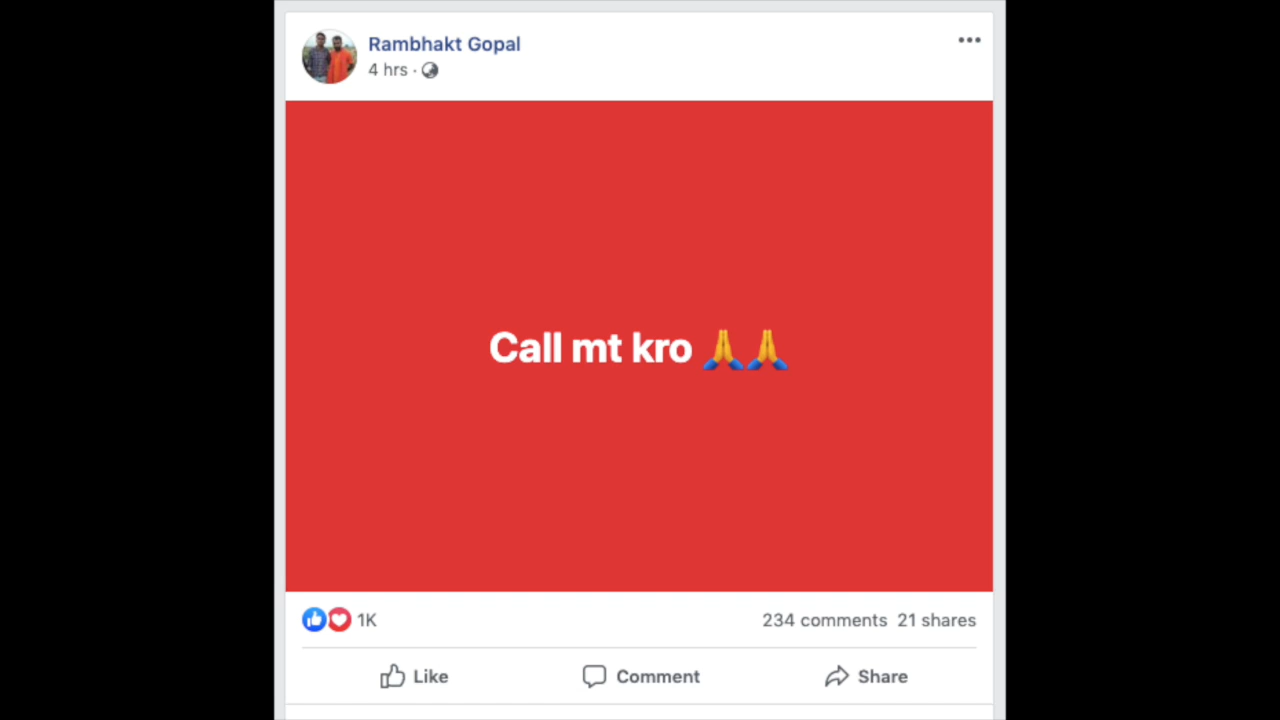 Rambhakt Gopal
4 hrs ·
Call mt kro 🙏🙏
1K
234 comments 21 shares
Like Comment Share